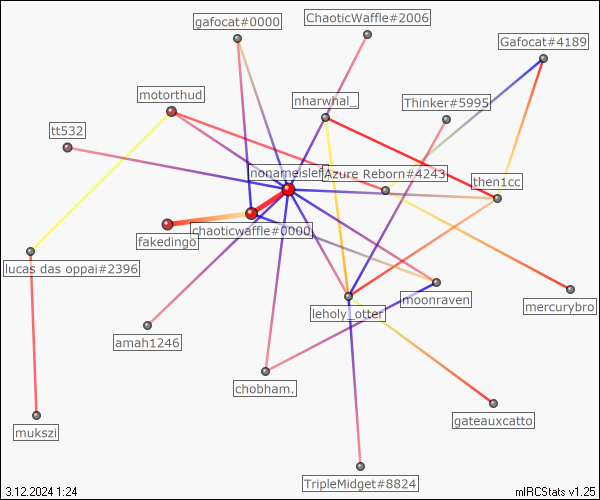 ChaoticWaffle#2006
gafocat#0000
Gafocat#4189
motorthud
nharwhal_
Thinker#5995
tt532
nonameisleft
Azure Reborn#4243
then1cc
fakedingo
chaoticwaffle#0000
lucas das oppai#2396
moonraven
leholy_otter
mercurybro
amah1246
chobham.
gateauxcatto
mukszi
TripleMidget#8824
3.12.2024 1:24
mIRCStats v1.25